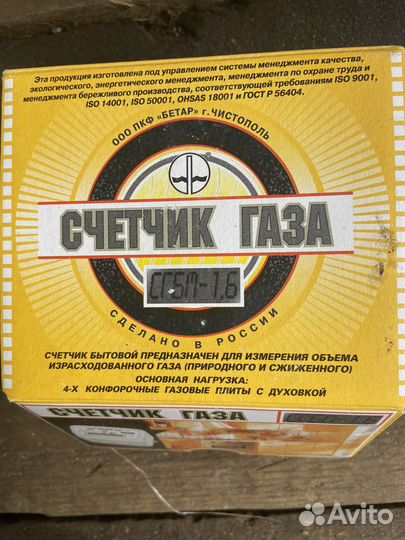 Эта продукция изготовлена под управлением системы менеджмента качества,
экологического, энергетического менеджмента, менеджмента по охране труда и
менеджмента бережливого производства, соответствующей требованиям ISO 9001,
ISO 14001, ISO 50001, OHSAS 18001 и ГОСТ Р 56404.
ООО ПКФ "БЕТАР" г. ЧИСТОПОЛЬ
®
СЧЕТЧИК ГАЗА
СГБМ-1.6
СДЕЛАНО В РОССИИ
СЧЕТЧИК БЫТОВОЙ ПРЕДНАЗНАЧЕН ДЛЯ ИЗМЕРЕНИЯ ОБЪЕМА
ИЗРАСХОДОВАННОГО ГАЗА (ПРИРОДНОГО И СЖИЖЕННОГО)
ОСНОВНАЯ НАГРУЗКА:
4-Х КОНФОРОЧНЫЕ ГАЗОВЫЕ ПЛИТЫ С ДУХОВКОЙ
СЧЕТЧИК ГАЗА
Avito